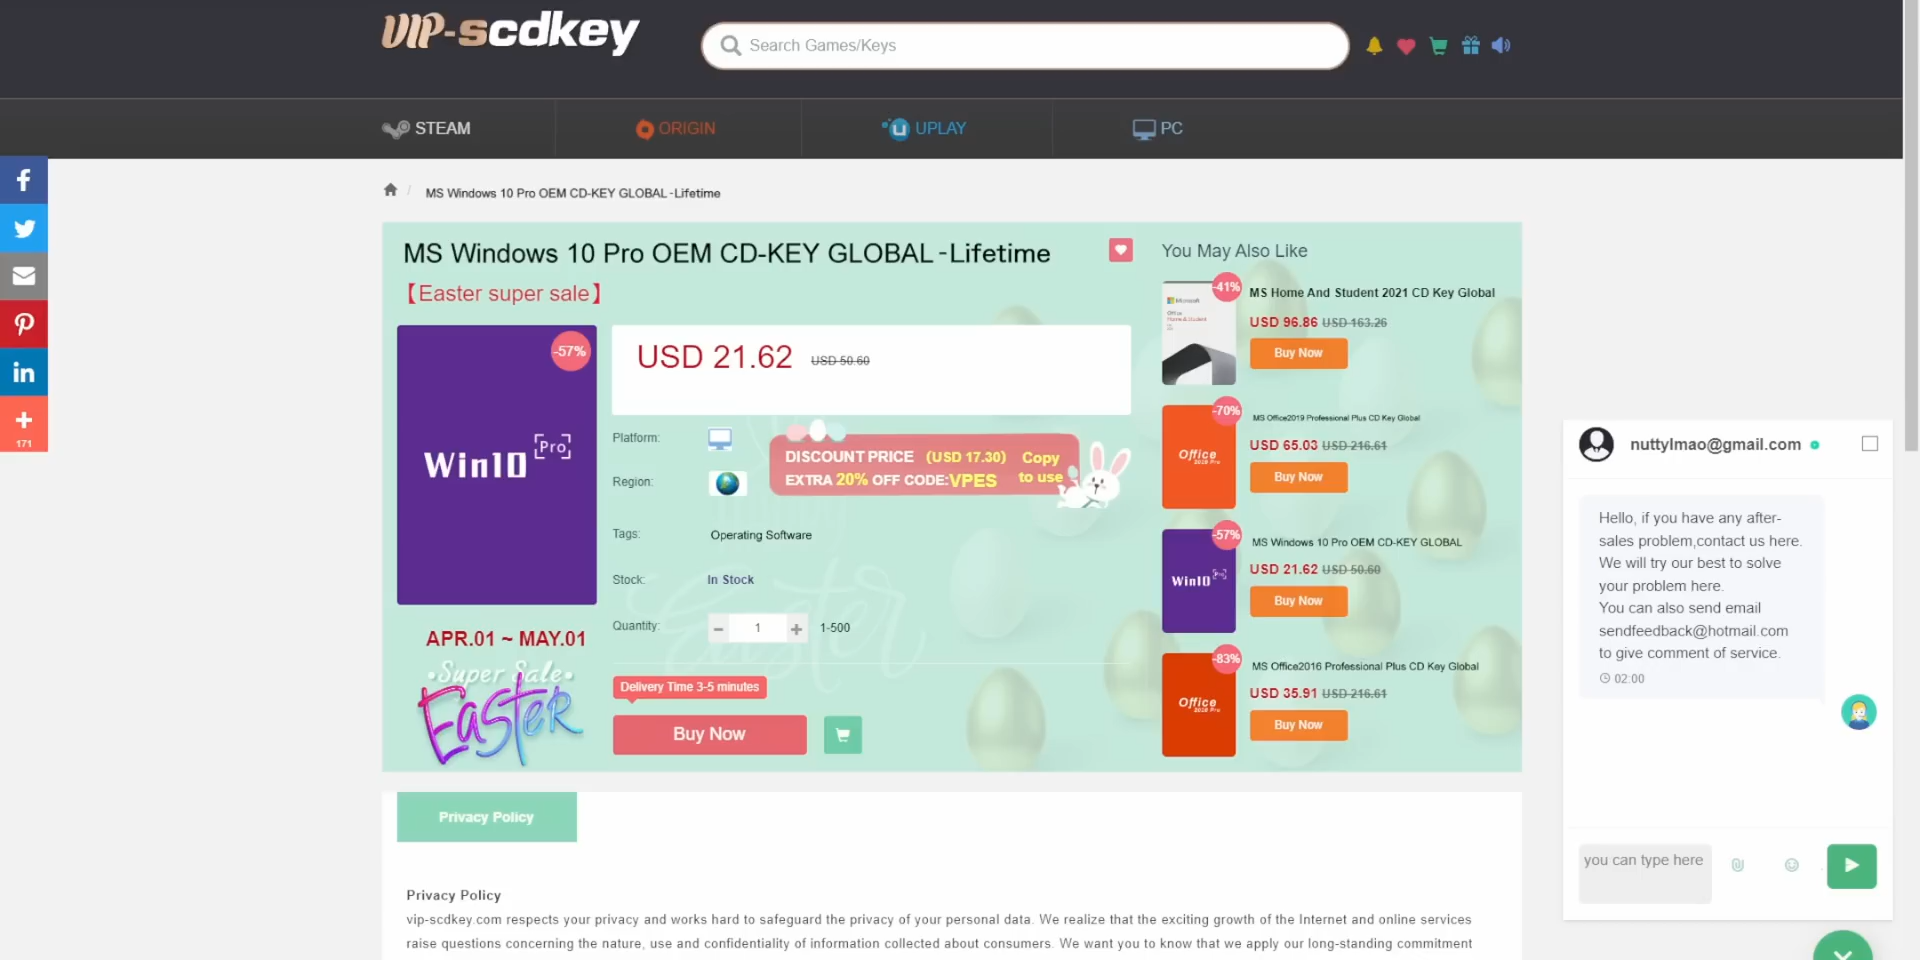 VIP-scdkey
Search Games/Keys
STEAM
ORIGIN
UPLAY
PC
/ MS Windows 10 Pro OEM CD-KEY GLOBAL -Lifetime
MS Windows 10 Pro OEM CD-KEY GLOBAL -Lifetime
【Easter super sale】
-57%
Win10 [Pro]
APR.01 ~ MAY.01
•Super Sale•
EASTER
USD 21.62 USD 50.60
Platform:
DISCOUNT PRICE (USD 17.30) Copy
EXTRA 20% OFF CODE:VPES to use
Region:
Tags: Operating Software
Stock: In Stock
Quantity: − 1 + 1-500
Easter
Delivery Time 3-5 minutes
Buy Now
You May Also Like
-41%
Microsoft
Office
Home & Student
MS Home And Student 2021 CD Key Global
USD 96.86 USD 163.26
Buy Now
-70%
Office
2019 Pro
MS Office2019 Professional Plus CD Key Global
USD 65.03 USD 216.61
Buy Now
-57%
Win10 [Pro]
MS Windows 10 Pro OEM CD-KEY GLOBAL
USD 21.62 USD 50.60
Buy Now
-83%
Office
MS Office2016 Professional Plus CD Key Global
USD 35.91 USD 216.61
Buy Now
171
Privacy Policy
Privacy Policy
vip-scdkey.com respects your privacy and works hard to safeguard the privacy of your personal data. We realize that the exciting growth of the Internet and online services
raise questions concerning the nature, use and confidentiality of information collected about consumers. We want you to know that we apply our long-standing commitment
nuttylmao@gmail.com
Hello, if you have any after-
sales problem,contact us here.
We will try our best to solve
your problem here.
You can also send email
sendfeedback@hotmail.com
to give comment of service.
02:00
you can type here